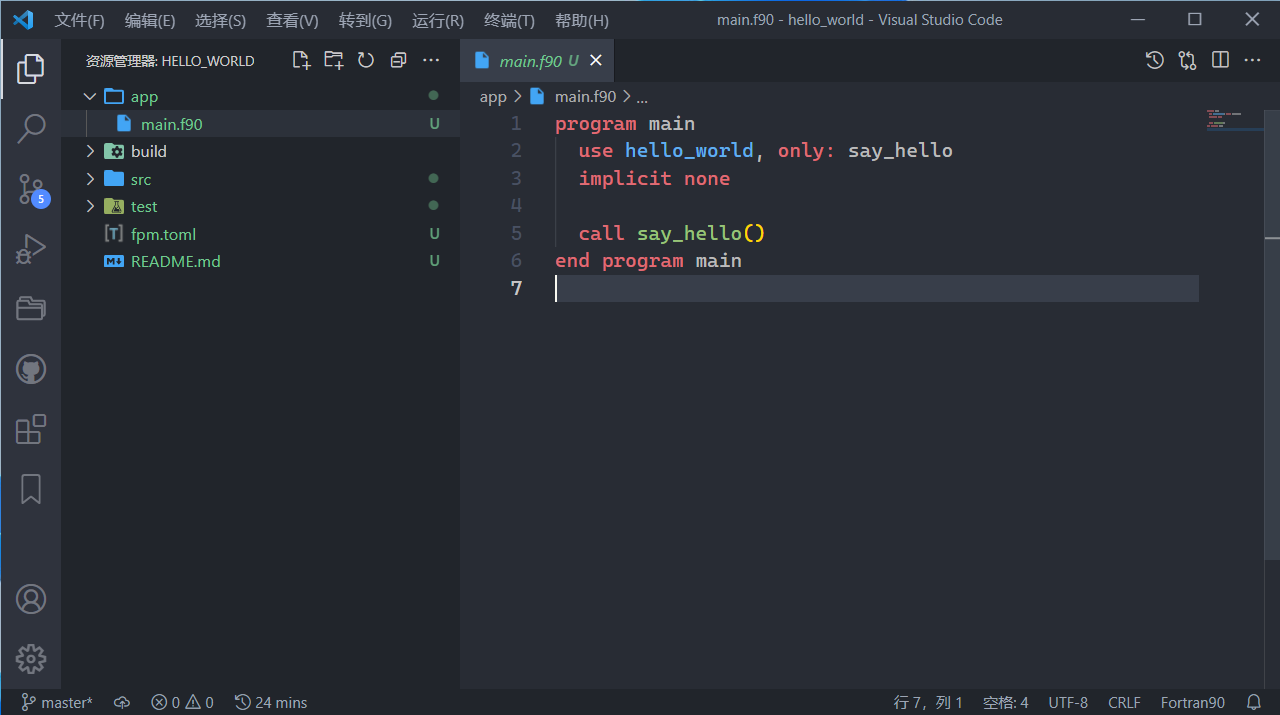 文件(F) 编辑(E) 选择(S) 查看(V) 转到(G) 运行(R) 终端(T) 帮助(H) main.f90 - hello_world - Visual Studio Code
资源管理器: HELLO_WORLD
app
main.f90 U
build
src
test
fpm.toml U
README.md U
5
main.f90 U
app > main.f90 > ...
1 program main
2 use hello_world, only: say_hello
3 implicit none
4
5 call say_hello()
6 end program main
7
master* 0 0 24 mins 行 7，列 1 空格: 4 UTF-8 CRLF Fortran90